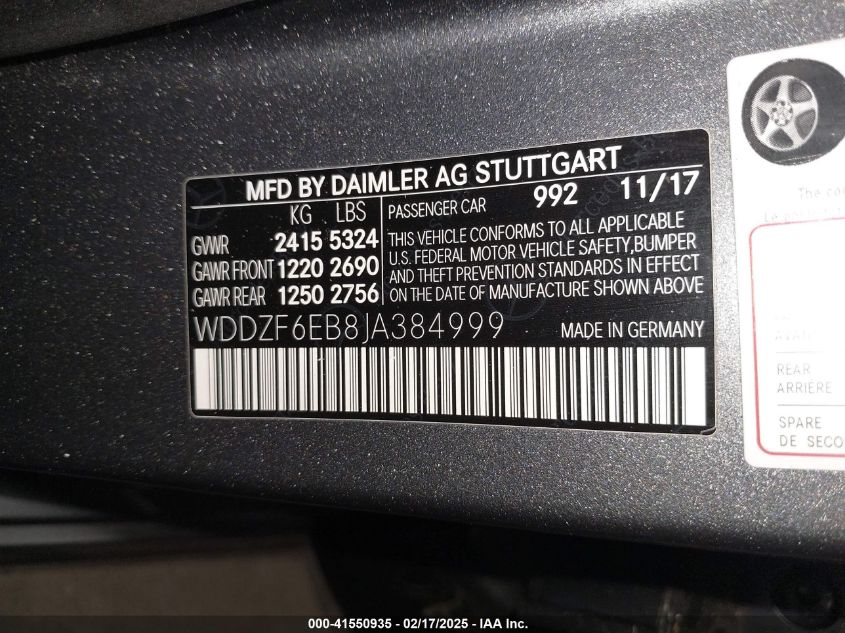 MFD BY DAIMLER AG STUTTGART
KG LBS PASSENGER CAR 992 11/17
GVWR 2415 5324
GAWR FRONT 1220 2690
GAWR REAR 1250 2756
THIS VEHICLE CONFORMS TO ALL APPLICABLE
U.S. FEDERAL MOTOR VEHICLE SAFETY,BUMPER
AND THEFT PREVENTION STANDARDS IN EFFECT
ON THE DATE OF MANUFACTURE SHOWN ABOVE
WDDZF6EB8JA384999 MADE IN GERMANY
The
REAR
ARRIÈRE
SPARE
DE
000-41550935 - 02/17/2025 - IAA Inc.